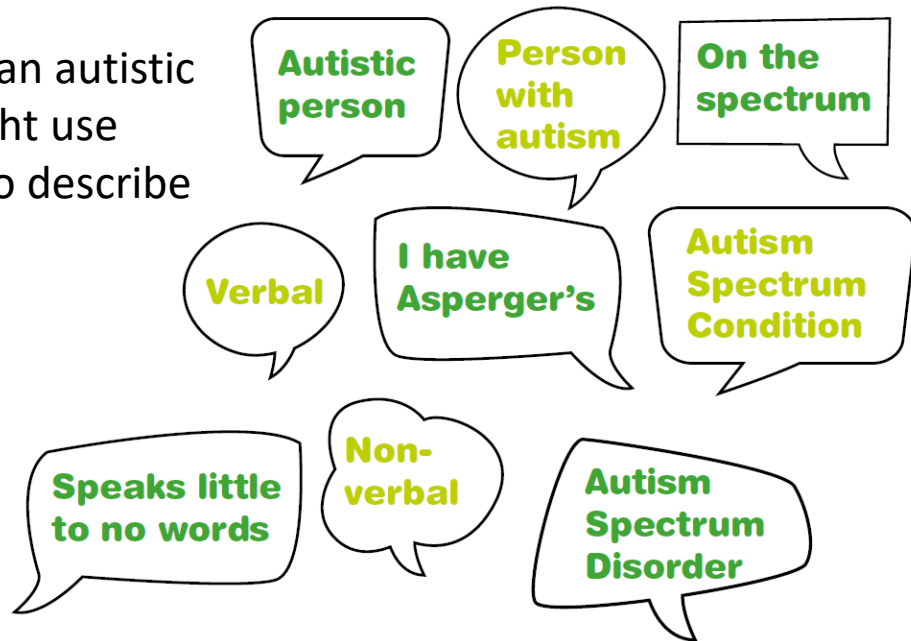 an autistic
ht use
o describe
Autistic
person
Person
with
autism
On the
spectrum
Verbal
I have
Asperger's
Autism
Spectrum
Condition
Speaks little
to no words
Non-
verbal
Autism
Spectrum
Disorder